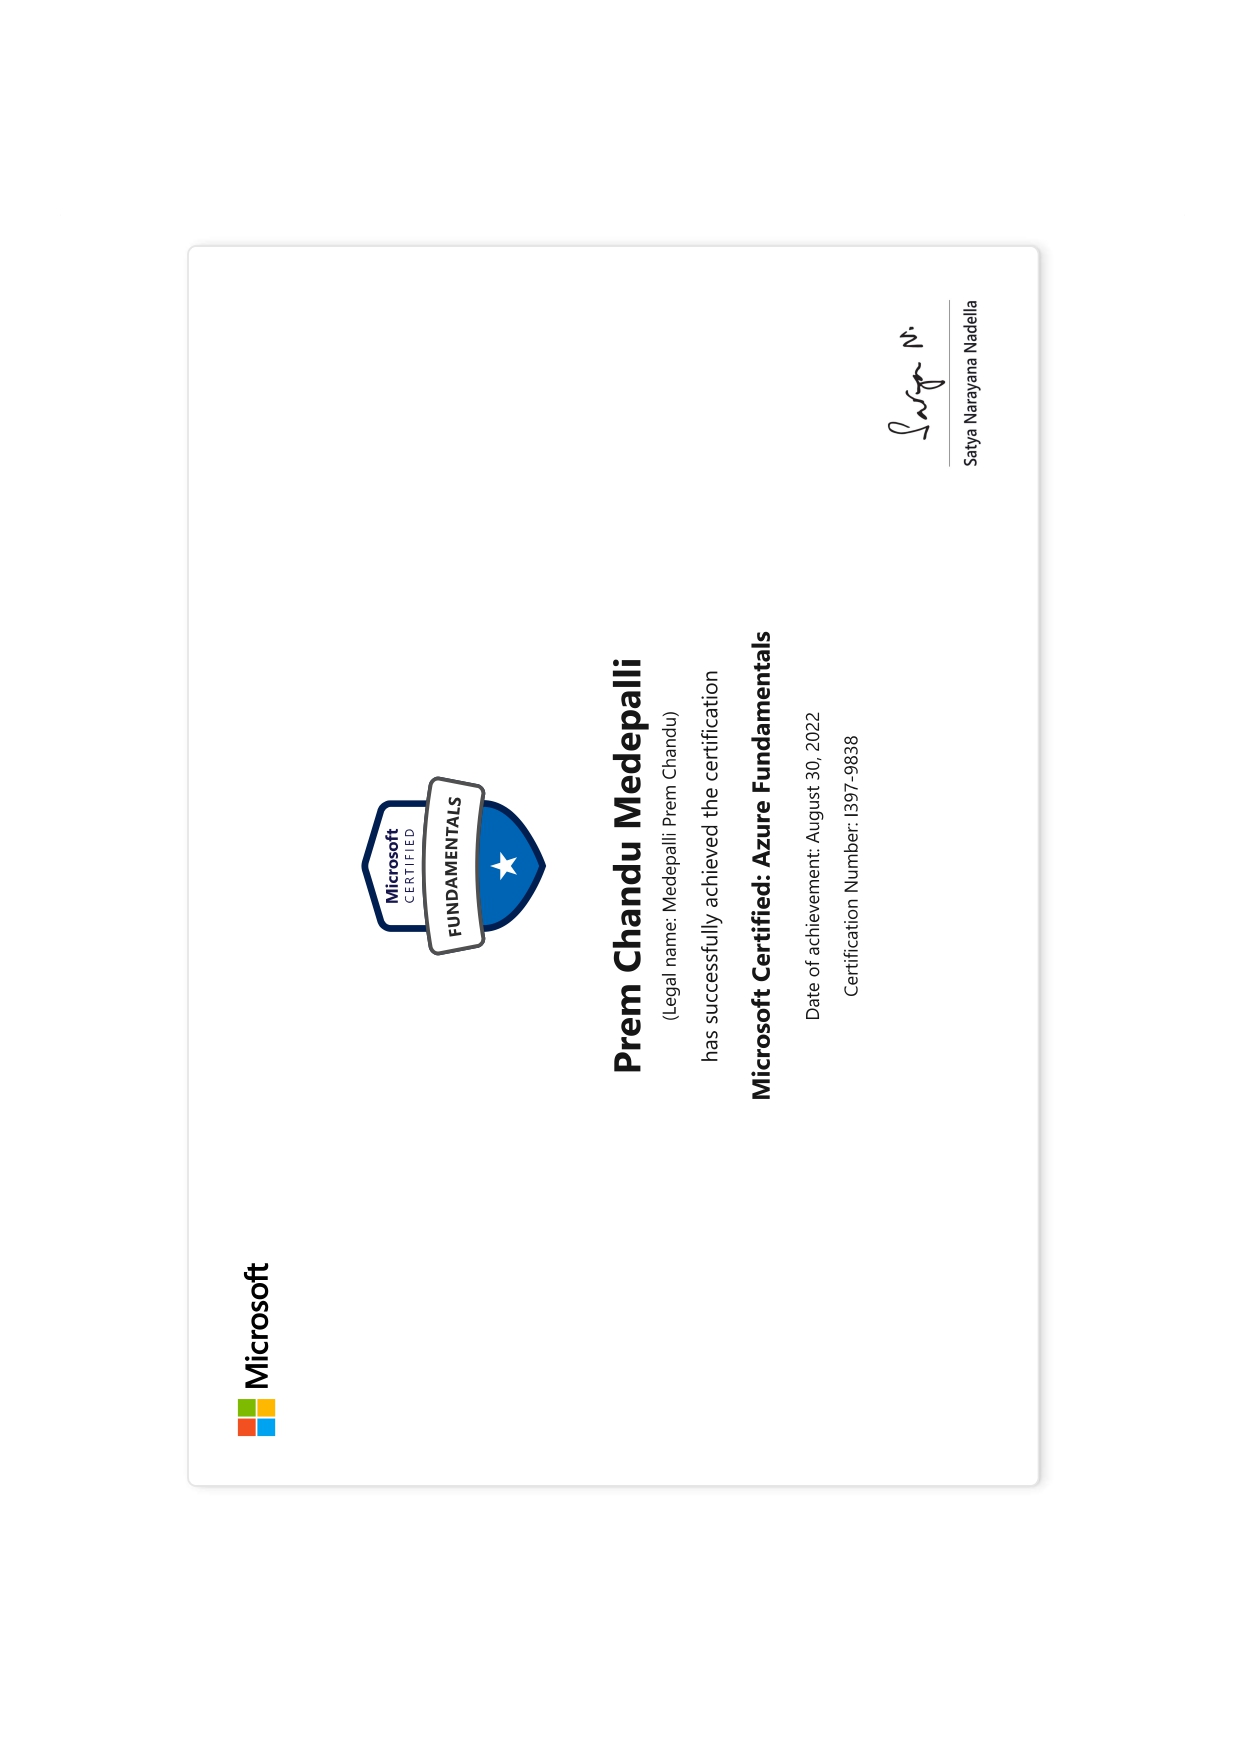 Microsoft
Microsoft
CERTIFIED
FUNDAMENTALS
Prem Chandu Medepalli
(Legal name: Medepalli Prem Chandu)
has successfully achieved the certification
Microsoft Certified: Azure Fundamentals
Date of achievement: August 30, 2022
Certification Number: I397-9838
Satya N.
Satya Narayana Nadella